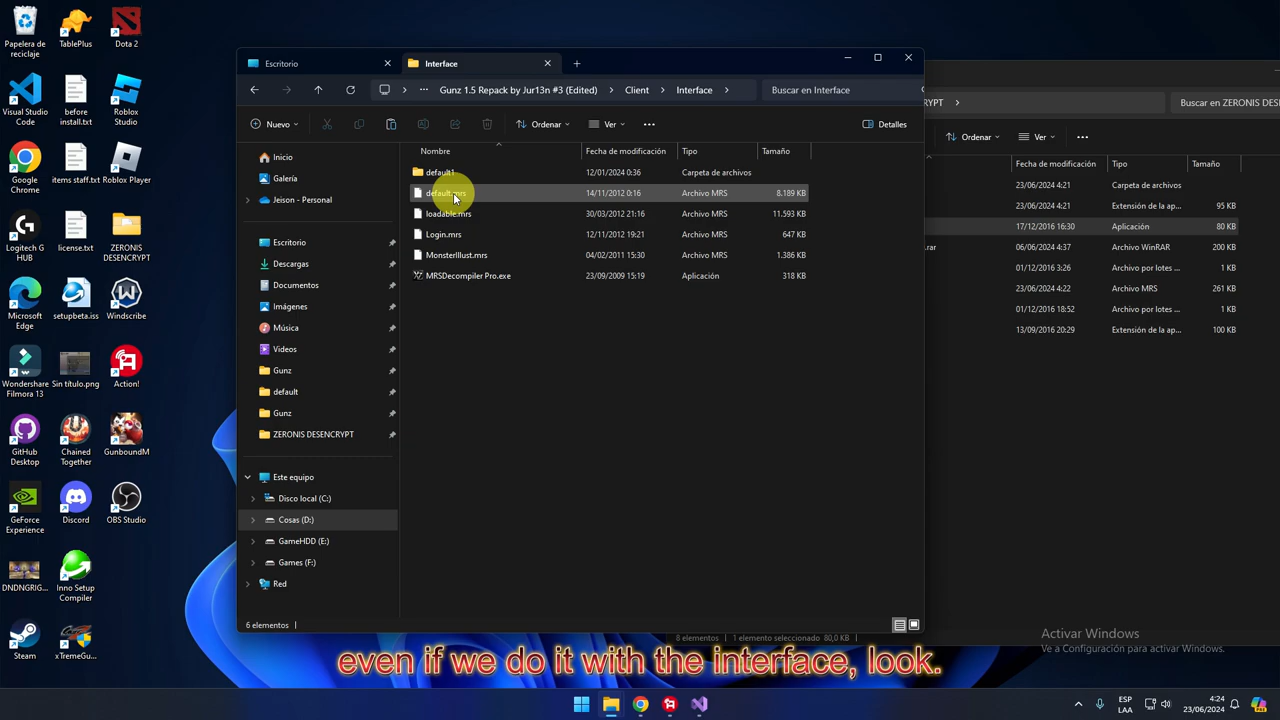 Papelera de
reciclaje
TablePlus
Dota 2
Visual Studio
Code
before
install.txt
Roblox
Studio
Google
Chrome
items staff.txt
Roblox Player
Logitech G
HUB
license.txt
ZERONIS
DESENCRYPT
Microsoft
Edge
setupbeta.iss
Windscribe
Wondershare
Filmora 13
Sin título.png
Action!
GitHub
Desktop
Chained
Together
GunboundM
GeForce
Experience
Discord
OBS Studio
DNDNGRIG...
Inno Setup
Compiler
Steam
xTremeGu...
Escritorio
Interface
... Gunz 1.5 Repack by Jur13n #3 (Edited) > Client > Interface >
Buscar en Interface
Nuevo
Ordenar
Ver
...
Detalles
Nombre
Fecha de modificación
Tipo
Tamaño
default1 12/01/2024 0:36 Carpeta de archivos
default.mrs 14/11/2012 0:16 Archivo MRS 8.189 KB
loadable.mrs 30/03/2012 21:16 Archivo MRS 11.593 KB
Login.mrs 12/11/2012 19:21 Archivo MRS 647 KB
MonsterIllust.mrs 04/02/2011 15:30 Archivo MRS 1.386 KB
MRSDecompiler Pro.exe 23/09/2009 15:19 Aplicación 318 KB
Inicio
Galería
Jeison - Personal
Escritorio
Descargas
Documentos
Imágenes
Música
Videos
Gunz
default
Gunz
ZERONIS DESENCRYPT
Este equipo
Disco local (C:)
Cosas (D:)
GameHDD (E:)
Games (F:)
Red
6 elementos
CRYPT >
Buscar en ZERONIS DES
Ordenar
Ver
...
Fecha de modificación
Tipo
Tamaño
23/06/2024 4:21 Carpeta de archivos
23/06/2024 4:21 Extensión de la ap... 95 KB
17/12/2016 16:30 Aplicación 80 KB
.rar 06/06/2024 4:37 Archivo WinRAR 200 KB
01/12/2016 3:26 Archivo por lotes ... 1 KB
23/06/2024 4:22 Archivo MRS 261 KB
01/12/2016 18:52 Archivo por lotes ... 1 KB
13/09/2016 20:29 Extensión de la ap... 100 KB
8 elementos
1 elemento seleccionado 80,0 KB
Activar Windows
Ve a Configuración para activar Windows.
even if we do it with the interface, look.
ESP
LAA
4:24
23/06/2024